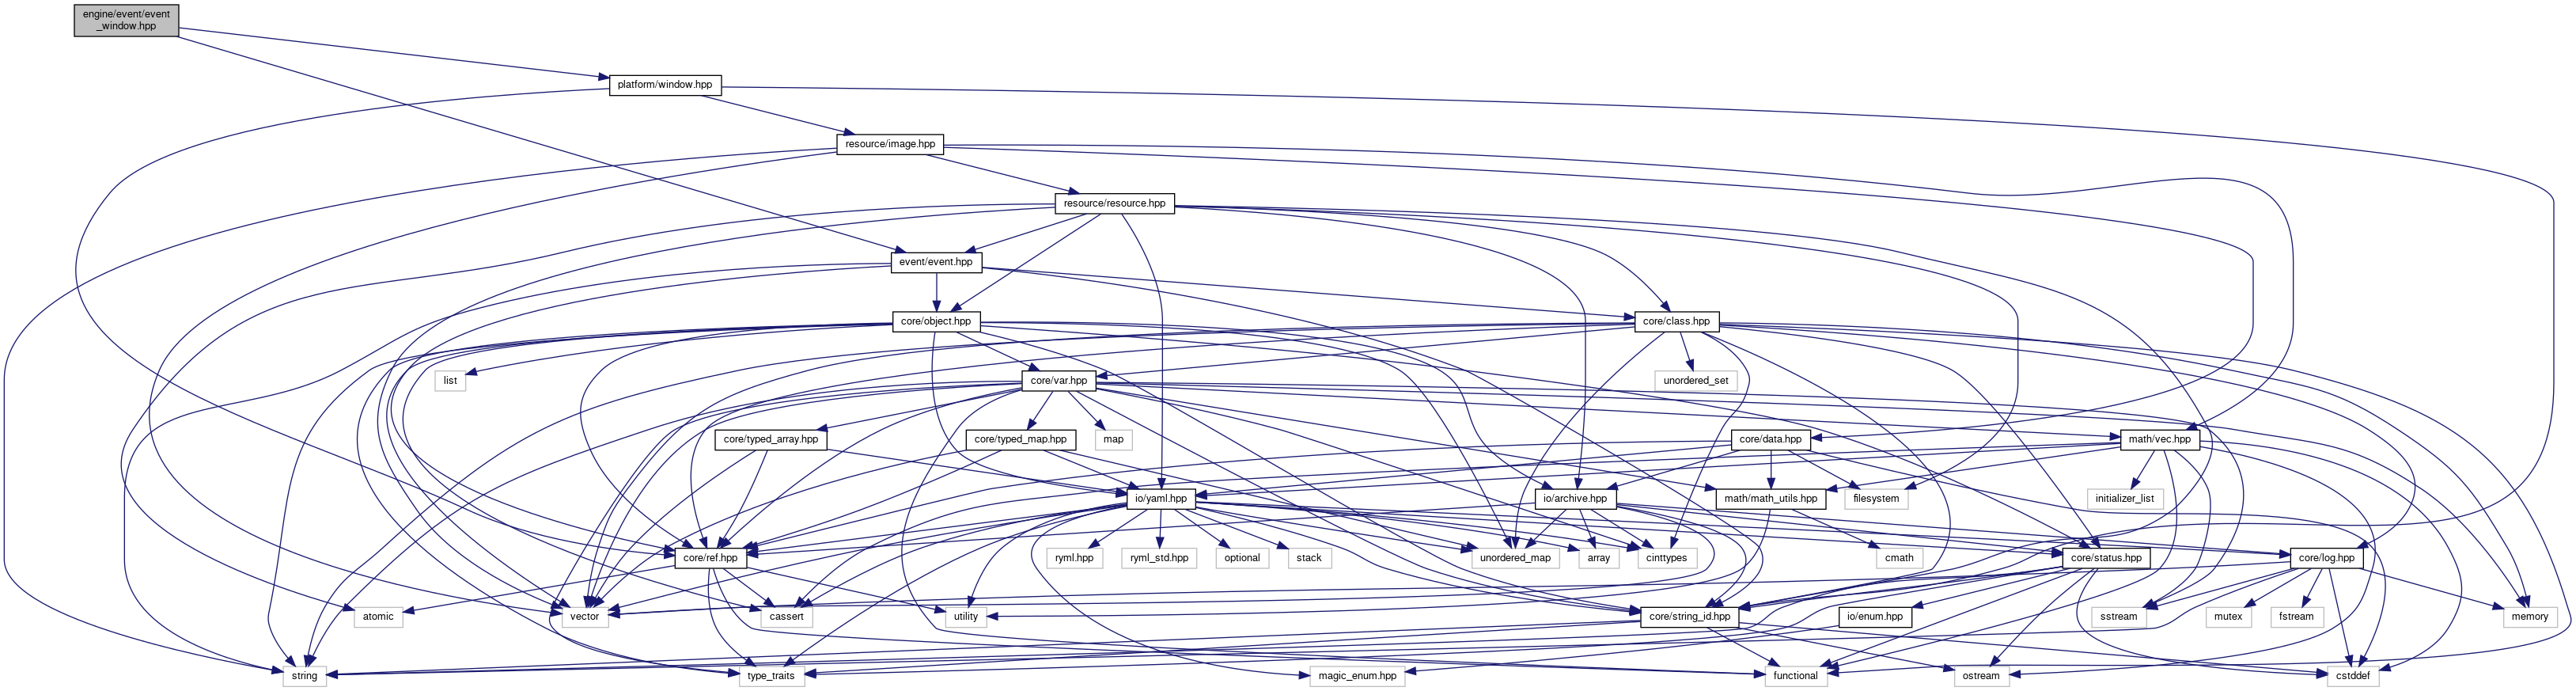 engine/event/event
_window.hpp
platform/window.hpp
resource/image.hpp
resource/resource.hpp
event/event.hpp
core/object.hpp
core/class.hpp
list
core/var.hpp
unordered_set
core/typed_array.hpp
core/typed_map.hpp
map
core/data.hpp
math/vec.hpp
io/yaml.hpp
io/archive.hpp
math/math_utils.hpp
filesystem
initializer_list
core/ref.hpp
ryml.hpp
ryml_std.hpp
optional
stack
unordered_map
array
cinttypes
cmath
core/status.hpp
core/log.hpp
atomic
vector
cassert
utility
core/string_id.hpp
io/enum.hpp
sstream
mutex
fstream
memory
string
type_traits
magic_enum.hpp
functional
ostream
cstddef